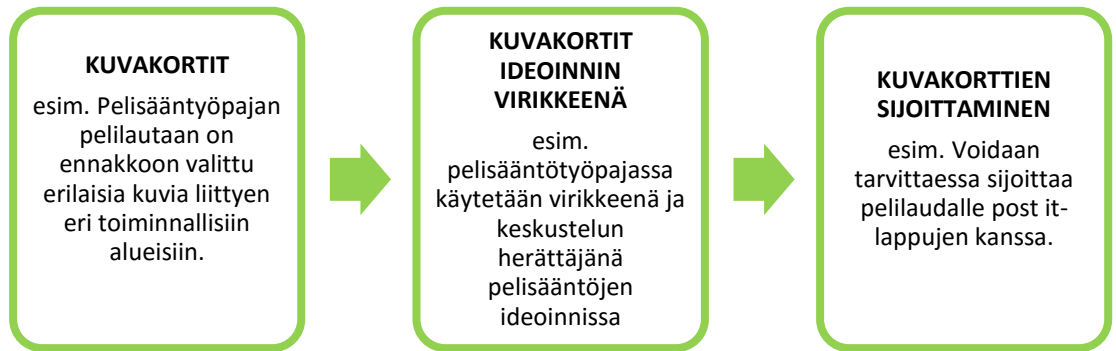 KUVAKORTIT
esim. Pelisääntyöpajan
pelilautaan on
ennakkoon valittu
erilaisia kuvia liittyen
eri toiminnallisiin
alueisiin.
KUVAKORTIT
IDEOINNIN
VIRIKKEENÄ
esim.
pelisääntötyöpajassa
käytetään virikkeenä ja
keskustelun
herättäjänä
pelisääntöjen
ideoinnissa
KUVAKORTTIEN
SIJOITTAMINEN
esim. Voidaan
tarvittaessa sijoittaa
pelilaudalle post it-
lappujen kanssa.